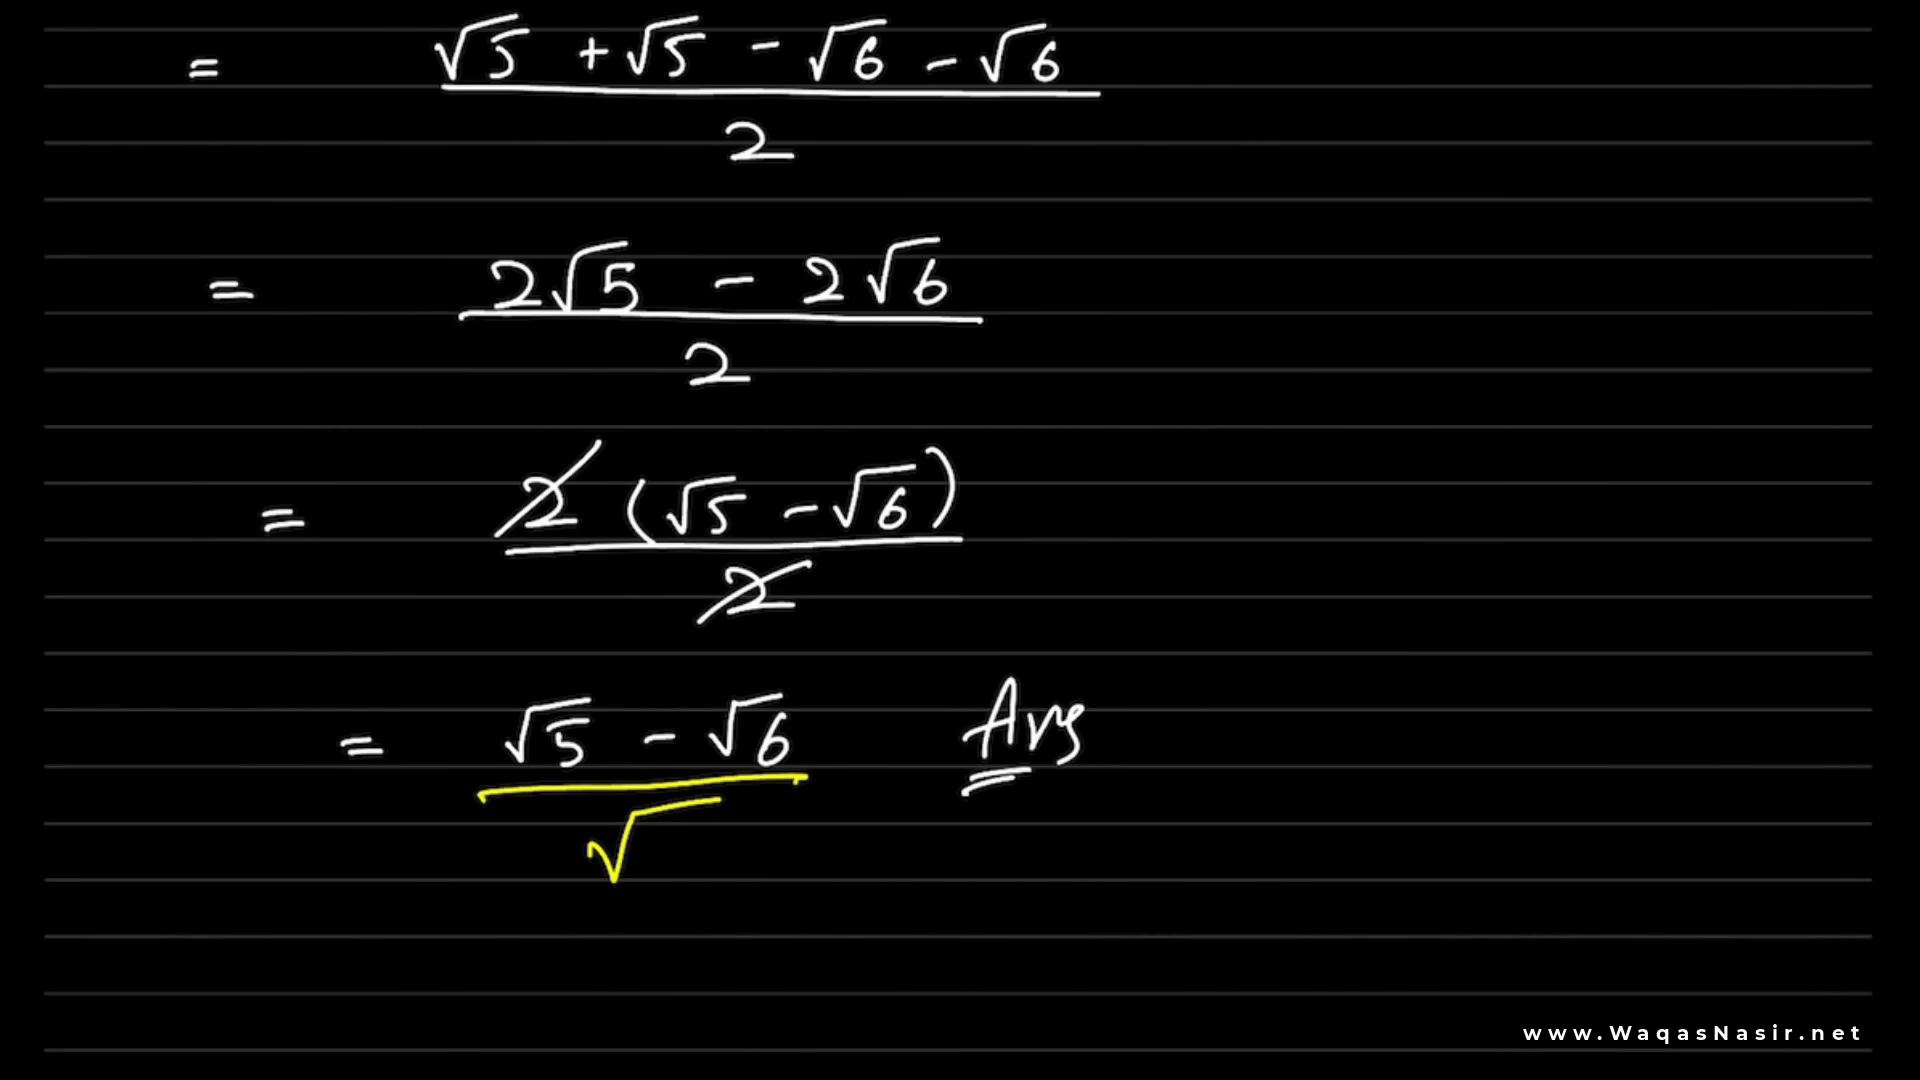 = √5 + √5 - √6 - √6
2
= 2√5 - 2√6
2
= 2 (√5 - √6)
2
= √5 - √6 Ans
√
www.WaqasNasir.net